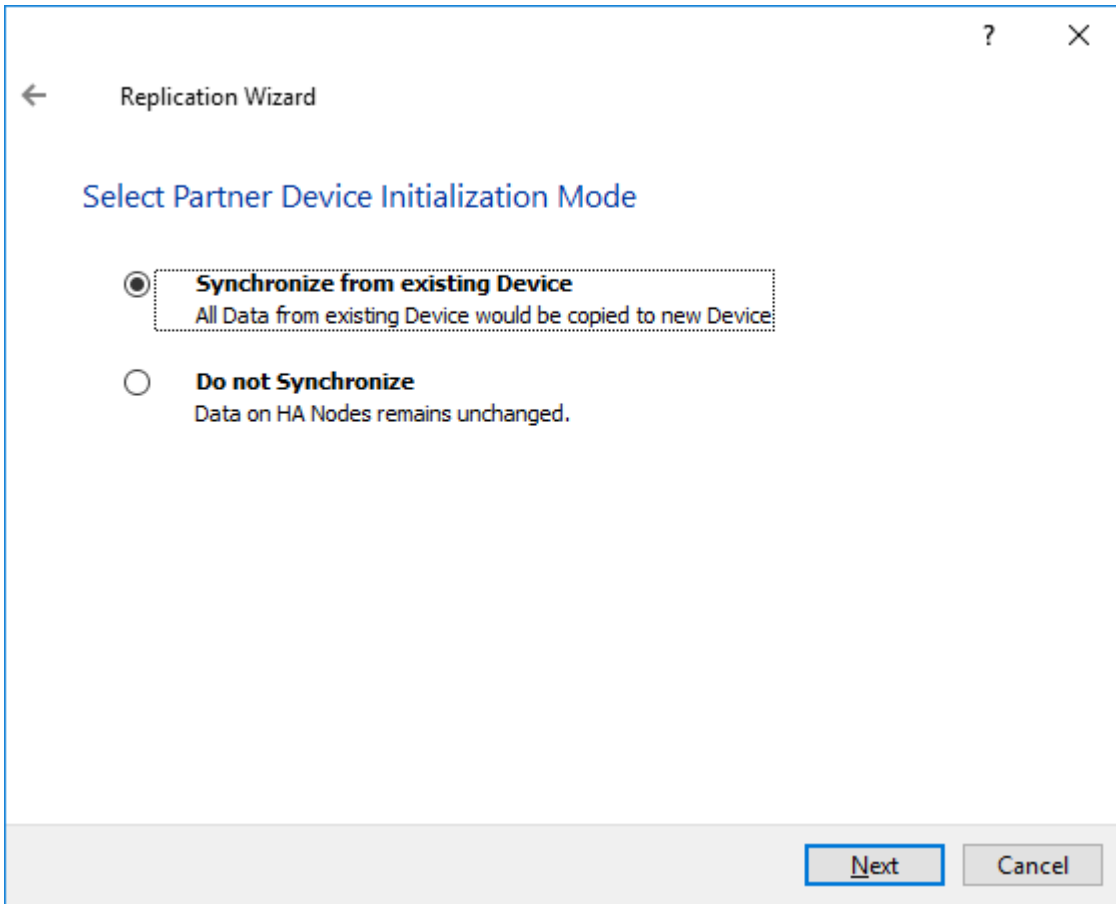 ?
Replication Wizard
Select Partner Device Initialization Mode
Synchronize from existing Device
All Data from existing Device would be copied to new Device
Do not Synchronize
Data on HA Nodes remains unchanged.
Next
Cancel